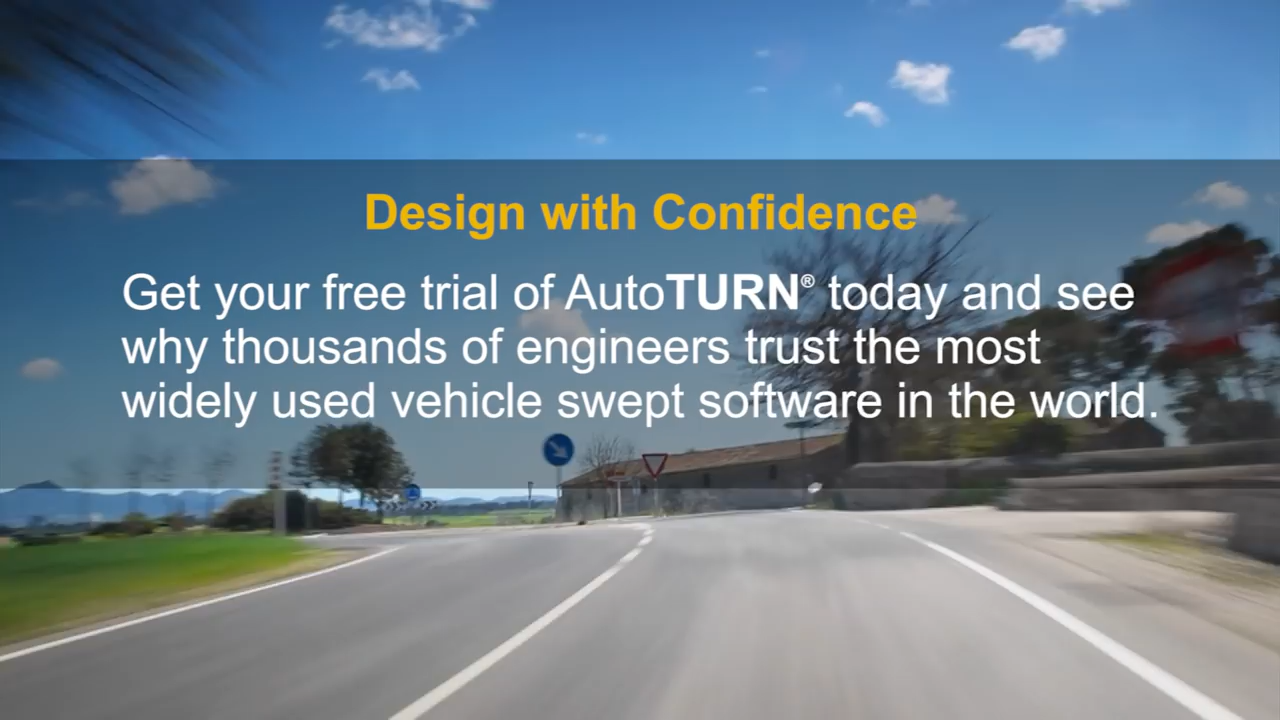 Design with Confidence
Get your free trial of AutoTURN® today and see
why thousands of engineers trust the most
widely used vehicle swept software in the world.